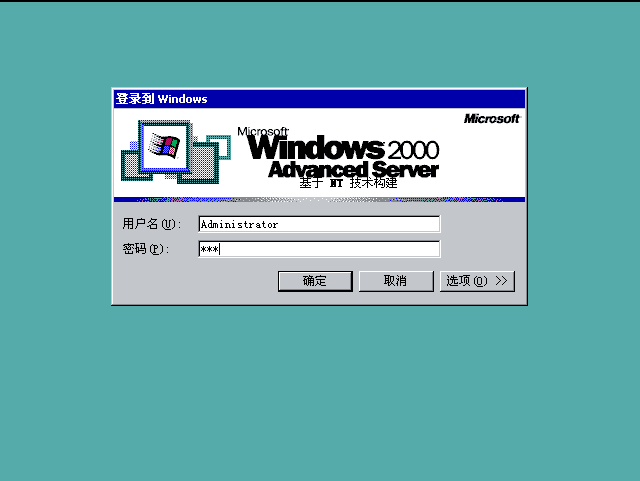 登录到 Windows
Microsoft
Microsoft
Windows 2000
Advanced Server
基于 NT 技术构建
用户名(U): Administrator
密码(P): ***
确定 取消 选项(O) >>